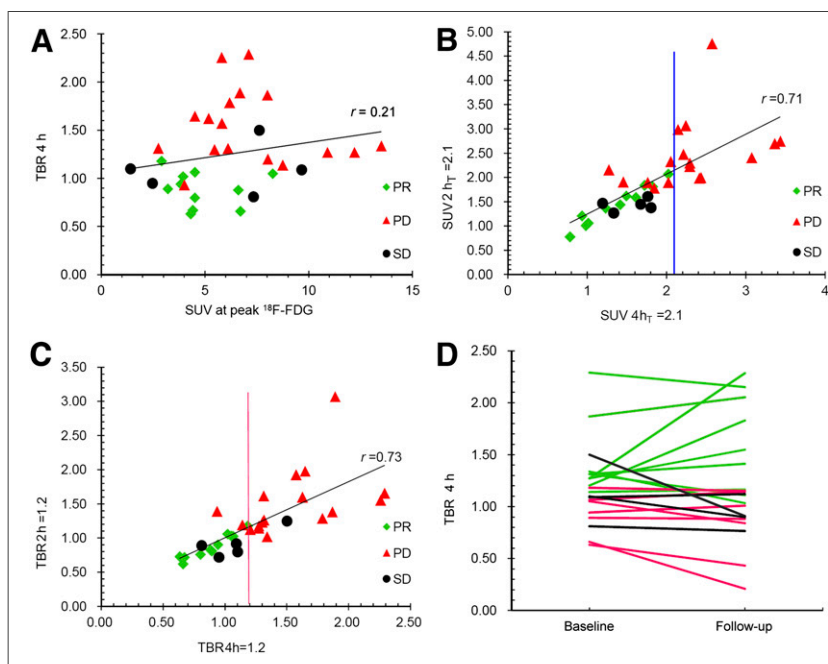 A
2.50
2.00
1.50
1.00
0.50
0.00
TBR 4 h
r = 0.21
PR
PD
SD
0
5
10
15
SUV at peak ¹⁸F-FDG
B
5.00
4.50
4.00
3.50
3.00
2.50
2.00
1.50
1.00
0.50
0.00
SUV2 hT =2.1
r =0.71
PR
PD
SD
0
1
2
3
4
SUV 4hT =2.1
C
3.50
3.00
2.50
2.00
1.50
1.00
0.50
0.00
TBR2h =1.2
r =0.73
PR
PD
SD
0.00
0.50
1.00
1.50
2.00
2.50
TBR4h=1.2
D
2.50
2.00
1.50
1.00
0.50
0.00
TBR 4 h
Baseline
Follow-up